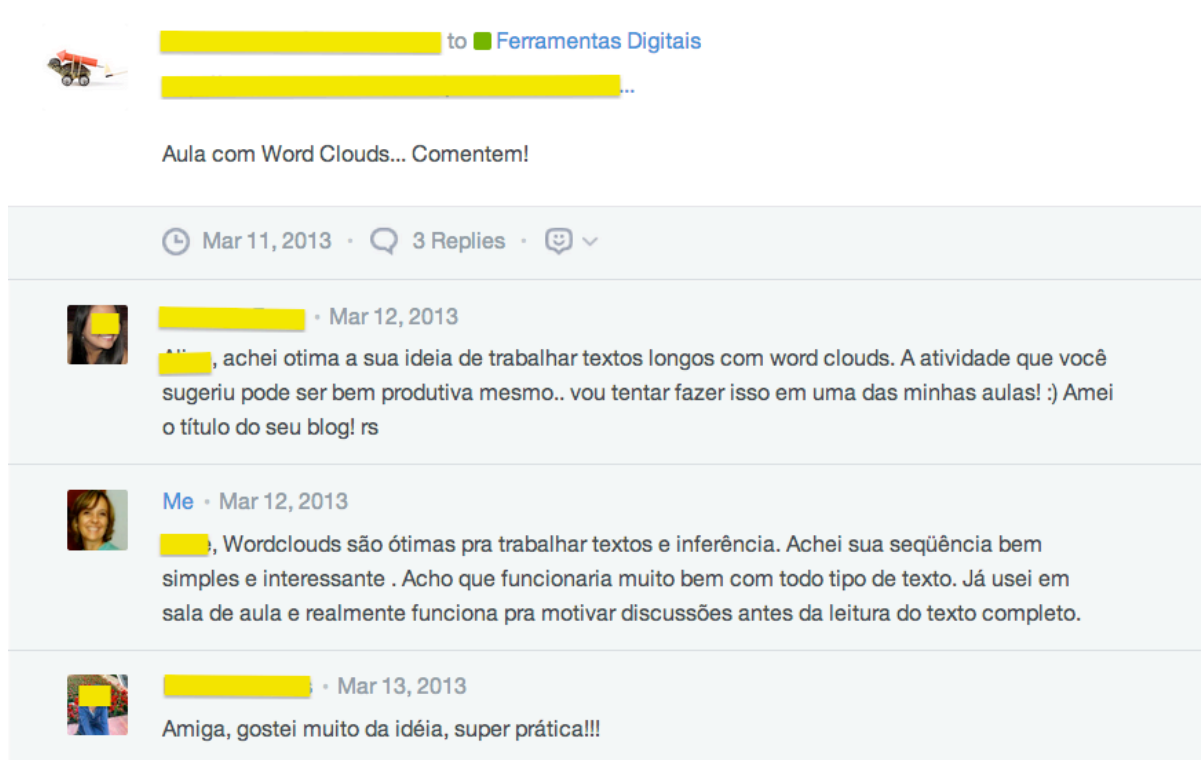 to Ferramentas Digitais
...
Aula com Word Clouds... Comentem!
Mar 11, 2013 · 3 Replies ·
· Mar 12, 2013
, achei otima a sua ideia de trabalhar textos longos com word clouds. A atividade que você
sugeriu pode ser bem produtiva mesmo.. vou tentar fazer isso em uma das minhas aulas! :) Amei
o título do seu blog! rs
Me · Mar 12, 2013
, Wordclouds são ótimas pra trabalhar textos e inferência. Achei sua seqüência bem
simples e interessante . Acho que funcionaria muito bem com todo tipo de texto. Já usei em
sala de aula e realmente funciona pra motivar discussões antes da leitura do texto completo.
· Mar 13, 2013
Amiga, gostei muito da idéia, super prática!!!